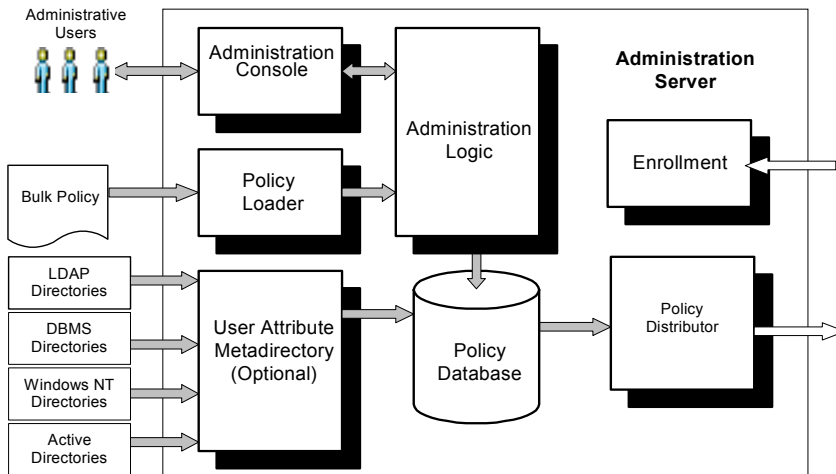 Administrative
Users
Administration
Console
Administration
Logic
Administration
Server
Enrollment
Bulk Policy
Policy
Loader
LDAP
Directories
DBMS
Directories
Windows NT
Directories
Active
Directories
User Attribute
Metadirectory
(Optional)
Policy
Database
Policy
Distributor